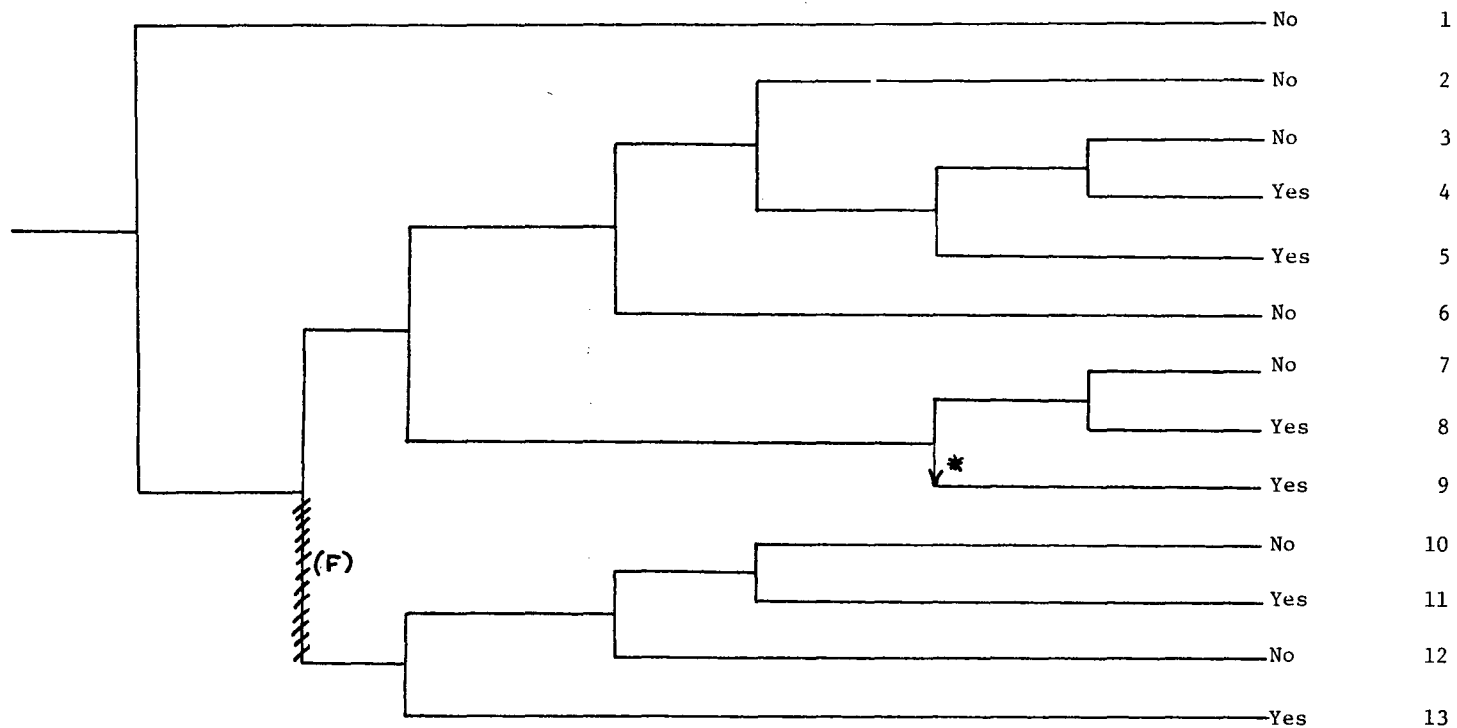 No 1
No 2
No 3
Yes 4
Yes 5
No 6
No 7
Yes 8
*
Yes 9
No 10
(F)
Yes 11
No 12
Yes 13